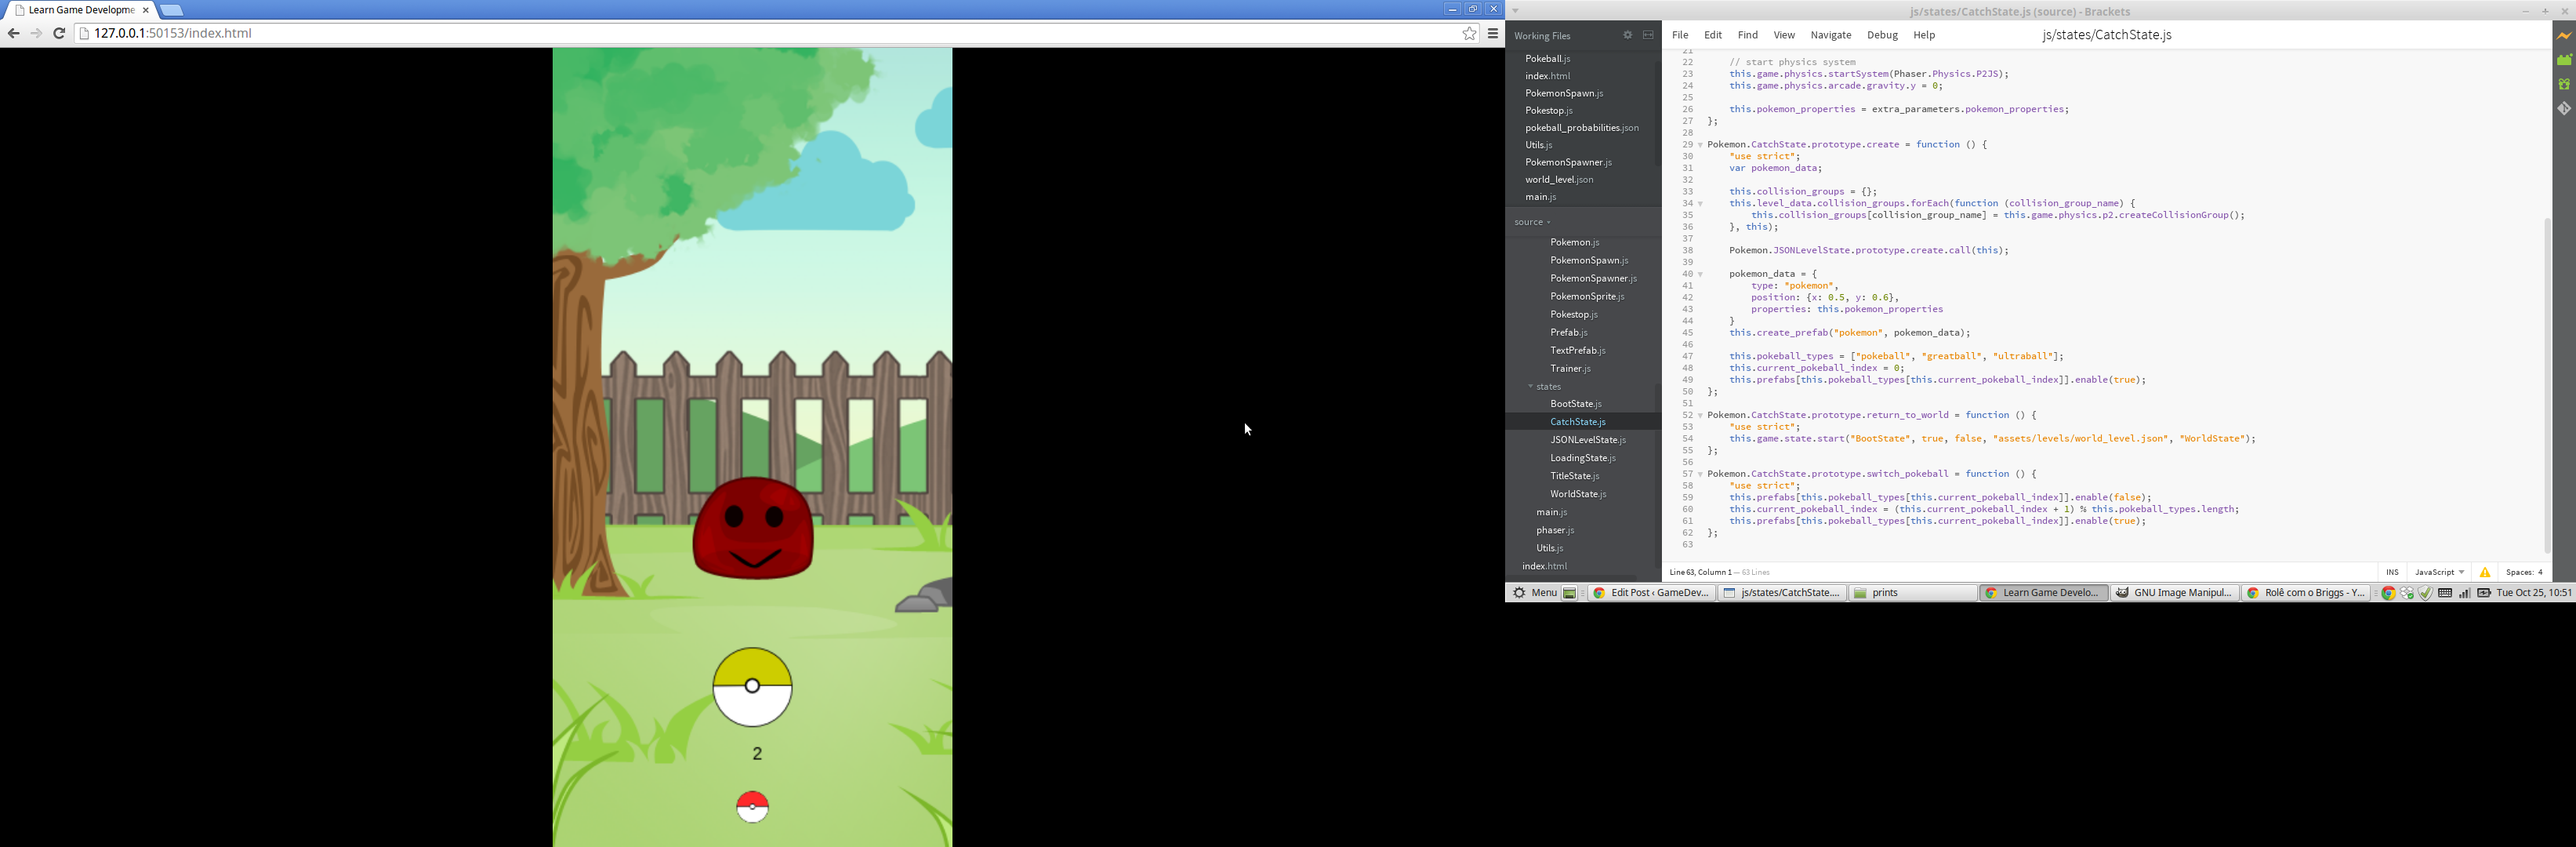 Learn Game Developme
127.0.0.1:50153/index.html
2
js/states/CatchState.js (source) - Brackets
Working Files
File Edit Find View Navigate Debug Help
js/states/CatchState.js
Pokeball.js
index.html
PokemonSpawn.js
Pokestop.js
pokeball_probabilities.json
Utils.js
PokemonSpawner.js
world_level.json
main.js
source
Pokemon.js
PokemonSpawn.js
PokemonSpawner.js
PokemonSprite.js
Pokestop.js
Prefab.js
TextPrefab.js
Trainer.js
states
BootState.js
CatchState.js
JSONLevelState.js
LoadingState.js
TitleState.js
WorldState.js
main.js
phaser.js
Utils.js
index.html
21
22 // start physics system
23 this.game.physics.startSystem(Phaser.Physics.P2JS);
24 this.game.physics.arcade.gravity.y = 0;
25
26 this.pokemon_properties = extra_parameters.pokemon_properties;
27 };
28
29 Pokemon.CatchState.prototype.create = function () {
30 "use strict";
31 var pokemon_data;
32
33 this.collision_groups = {};
34 this.level_data.collision_groups.forEach(function (collision_group_name) {
35 this.collision_groups[collision_group_name] = this.game.physics.p2.createCollisionGroup();
36 }, this);
37
38 Pokemon.JSONLevelState.prototype.create.call(this);
39
40 pokemon_data = {
41 type: "pokemon",
42 position: {x: 0.5, y: 0.6},
43 properties: this.pokemon_properties
44 }
45 this.create_prefab("pokemon", pokemon_data);
46
47 this.pokeball_types = ["pokeball", "greatball", "ultraball"];
48 this.current_pokeball_index = 0;
49 this.prefabs[this.pokeball_types[this.current_pokeball_index]].enable(true);
50 };
51
52 Pokemon.CatchState.prototype.return_to_world = function () {
53 "use strict";
54 this.game.state.start("BootState", true, false, "assets/levels/world_level.json", "WorldState");
55 };
56
57 Pokemon.CatchState.prototype.switch_pokeball = function () {
58 "use strict";
59 this.prefabs[this.pokeball_types[this.current_pokeball_index]].enable(false);
60 this.current_pokeball_index = (this.current_pokeball_index + 1) % this.pokeball_types.length;
61 this.prefabs[this.pokeball_types[this.current_pokeball_index]].enable(true);
62 };
63
Line 63, Column 1 — 63 Lines
INS JavaScript Spaces: 4
Menu Edit Post ‹ GameDev... js/states/CatchState.... prints Learn Game Develo... GNU Image Manipul... Rolê com o Briggs - Y... Tue Oct 25, 10:51